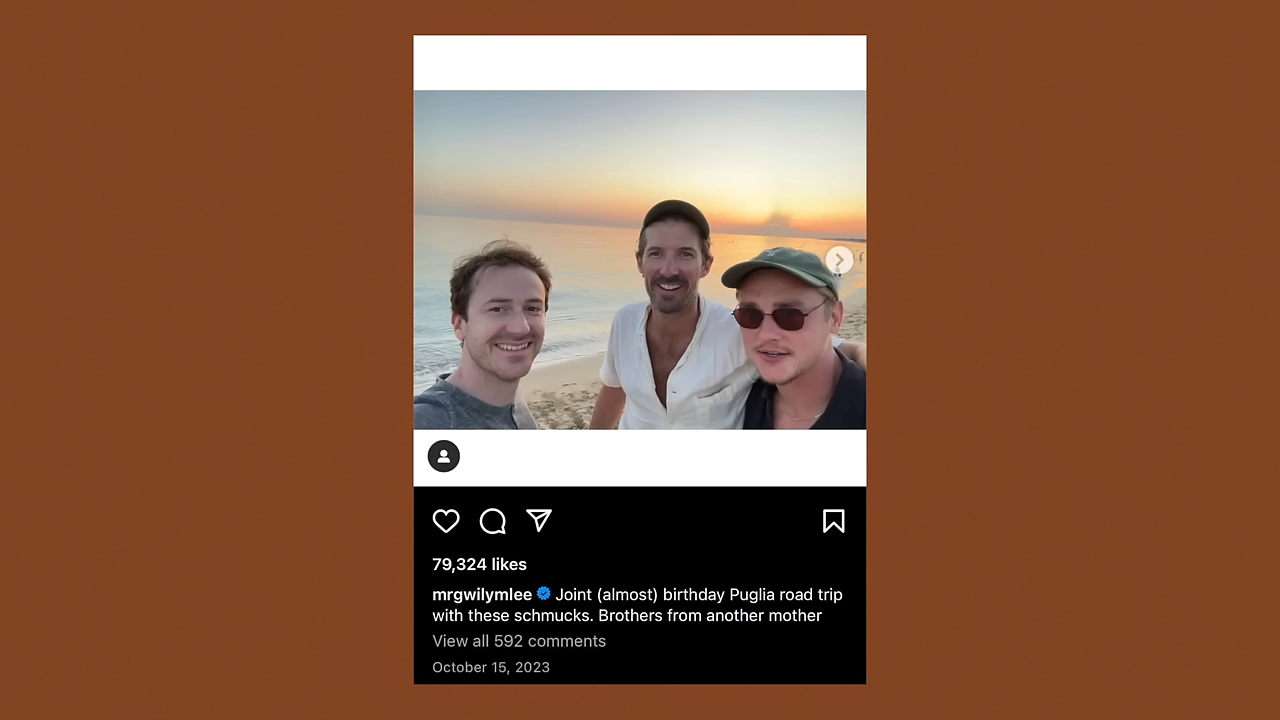 79,324 likes
mrgwilymlee Joint (almost) birthday Puglia road trip
with these schmucks. Brothers from another mother
View all 592 comments
October 15, 2023